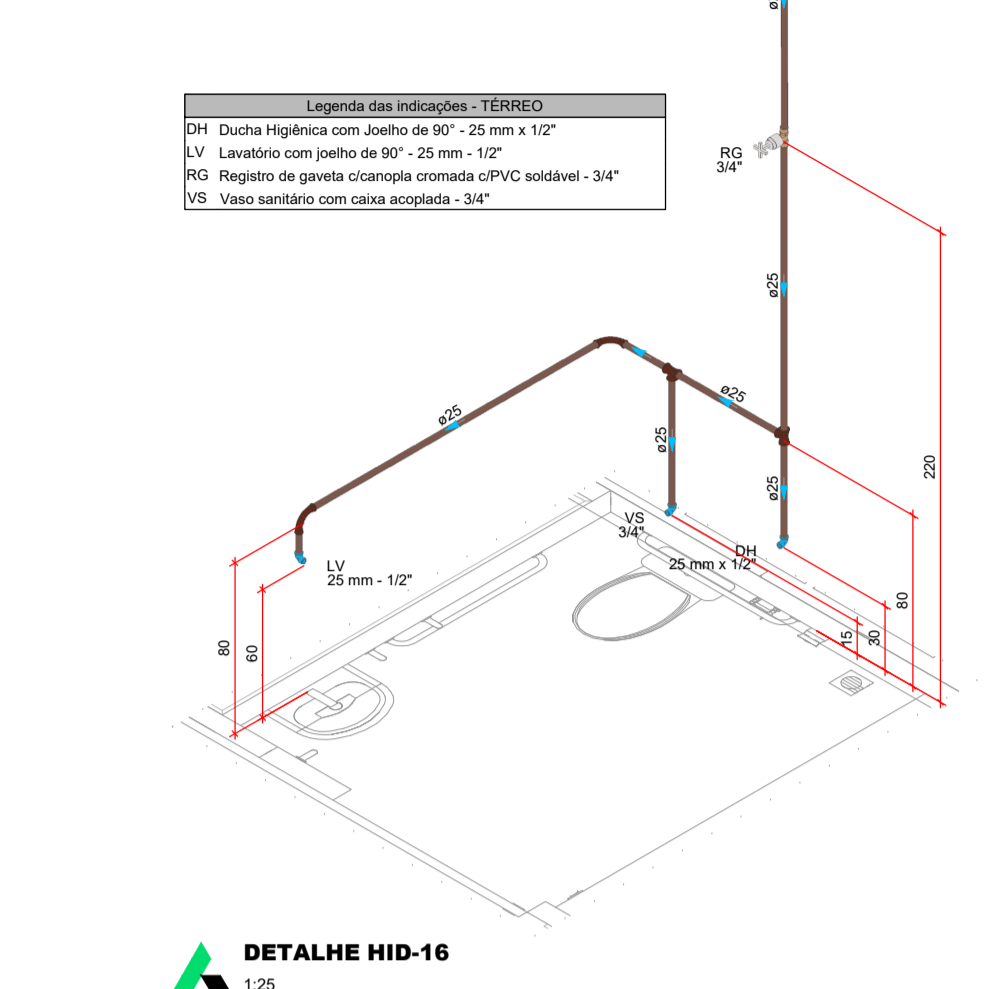 ø
Legenda das indicações - TÉRREO
DH Ducha Higiênica com Joelho de 90° - 25 mm x 1/2"
LV Lavatório com joelho de 90° - 25 mm - 1/2"
RG Registro de gaveta c/canopla cromada c/PVC soldável - 3/4"
VS Vaso sanitário com caixa acoplada - 3/4"
RG
3/4"
ø25
ø25
ø25
ø25
ø25
220
VS
3/4"
DH
25 mm x 1/2"
LV
25 mm - 1/2"
80
60
15
30
80
DETALHE HID-16
1:25